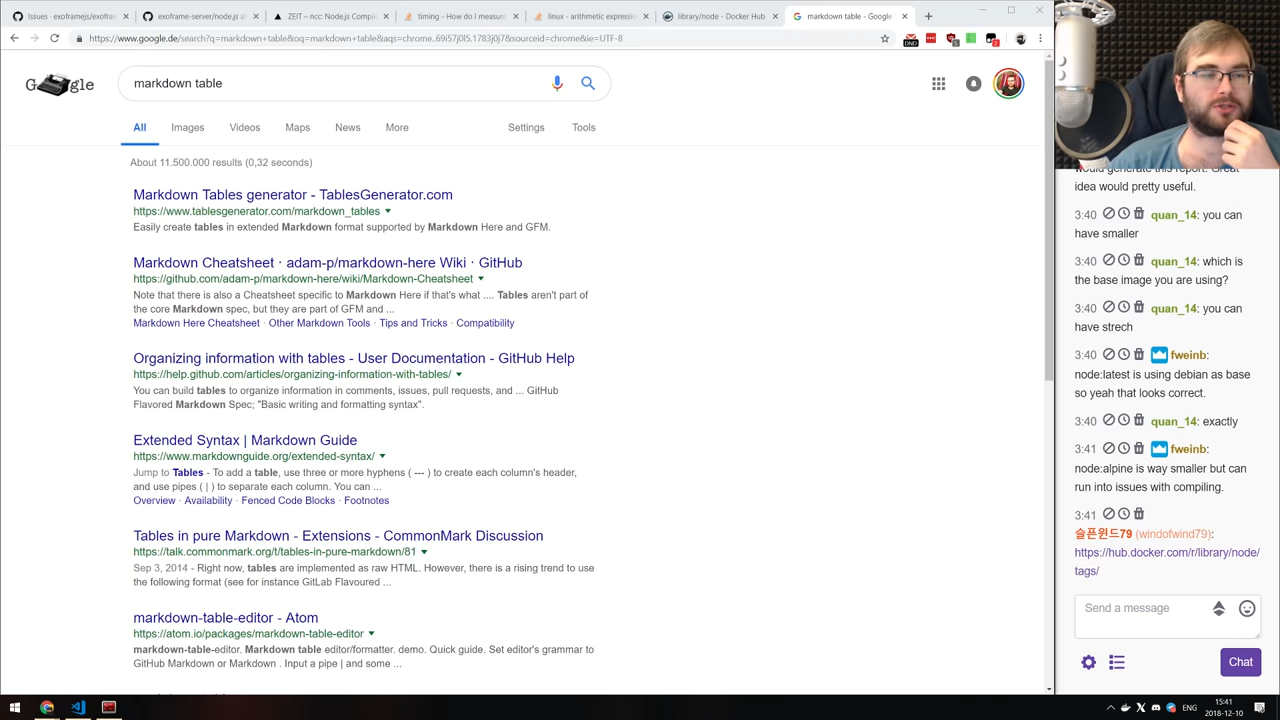 Issues · exoframejs/exofram
exoframe-server/node.js at
ZEIT – ncc: Node.js Compil
timing - How do I measure
linux - arithmetic expressi
library/node - Docker Hub
markdown table - Google
https://www.google.de/search?q=markdown+table&oq=markdown+table&aqs=chrome..69i57j0l5.1783j0j7&sourceid=chrome&ie=UTF-8
DND
G gle
markdown table
All
Images
Videos
Maps
News
More
Settings
Tools
About 11.500.000 results (0,32 seconds)
Markdown Tables generator - TablesGenerator.com
https://www.tablesgenerator.com/markdown_tables
Easily create tables in extended Markdown format supported by Markdown Here and GFM.
Markdown Cheatsheet · adam-p/markdown-here Wiki · GitHub
https://github.com/adam-p/markdown-here/wiki/Markdown-Cheatsheet
Note that there is also a Cheatsheet specific to Markdown Here if that's what .... Tables aren't part of
the core Markdown spec, but they are part of GFM and ...
Markdown Here Cheatsheet · Other Markdown Tools · Tips and Tricks · Compatibility
Organizing information with tables - User Documentation - GitHub Help
https://help.github.com/articles/organizing-information-with-tables/
You can build tables to organize information in comments, issues, pull requests, and ... GitHub
Flavored Markdown Spec; "Basic writing and formatting syntax".
Extended Syntax | Markdown Guide
https://www.markdownguide.org/extended-syntax/
Jump to Tables - To add a table, use three or more hyphens ( --- ) to create each column's header,
and use pipes ( | ) to separate each column. You can ...
Overview · Availability · Fenced Code Blocks · Footnotes
Tables in pure Markdown - Extensions - CommonMark Discussion
https://talk.commonmark.org/t/tables-in-pure-markdown/81
Sep 3, 2014 - Right now, tables are implemented as raw HTML. However, there is a rising trend to use
the following format (see for instance GitLab Flavoured ...
markdown-table-editor - Atom
https://atom.io/packages/markdown-table-editor
markdown-table-editor. Markdown table editor/formatter. demo. Quick guide. Set editor's grammar to
GitHub Markdown or Markdown . Input a pipe | and some ...
would generate this report. Great
idea would pretty useful.
3:40 quan_14: you can
have smaller
3:40 quan_14: which is
the base image you are using?
3:40 quan_14: you can
have strech
3:40 fweinb:
node:latest is using debian as base
so yeah that looks correct.
3:40 quan_14: exactly
3:41 fweinb:
node:alpine is way smaller but can
run into issues with compiling.
3:41
슬픈윈드79 (windofwind79):
https://hub.docker.com/r/library/node/
tags/
Send a message
Chat
ENG
15:41
2018-12-10